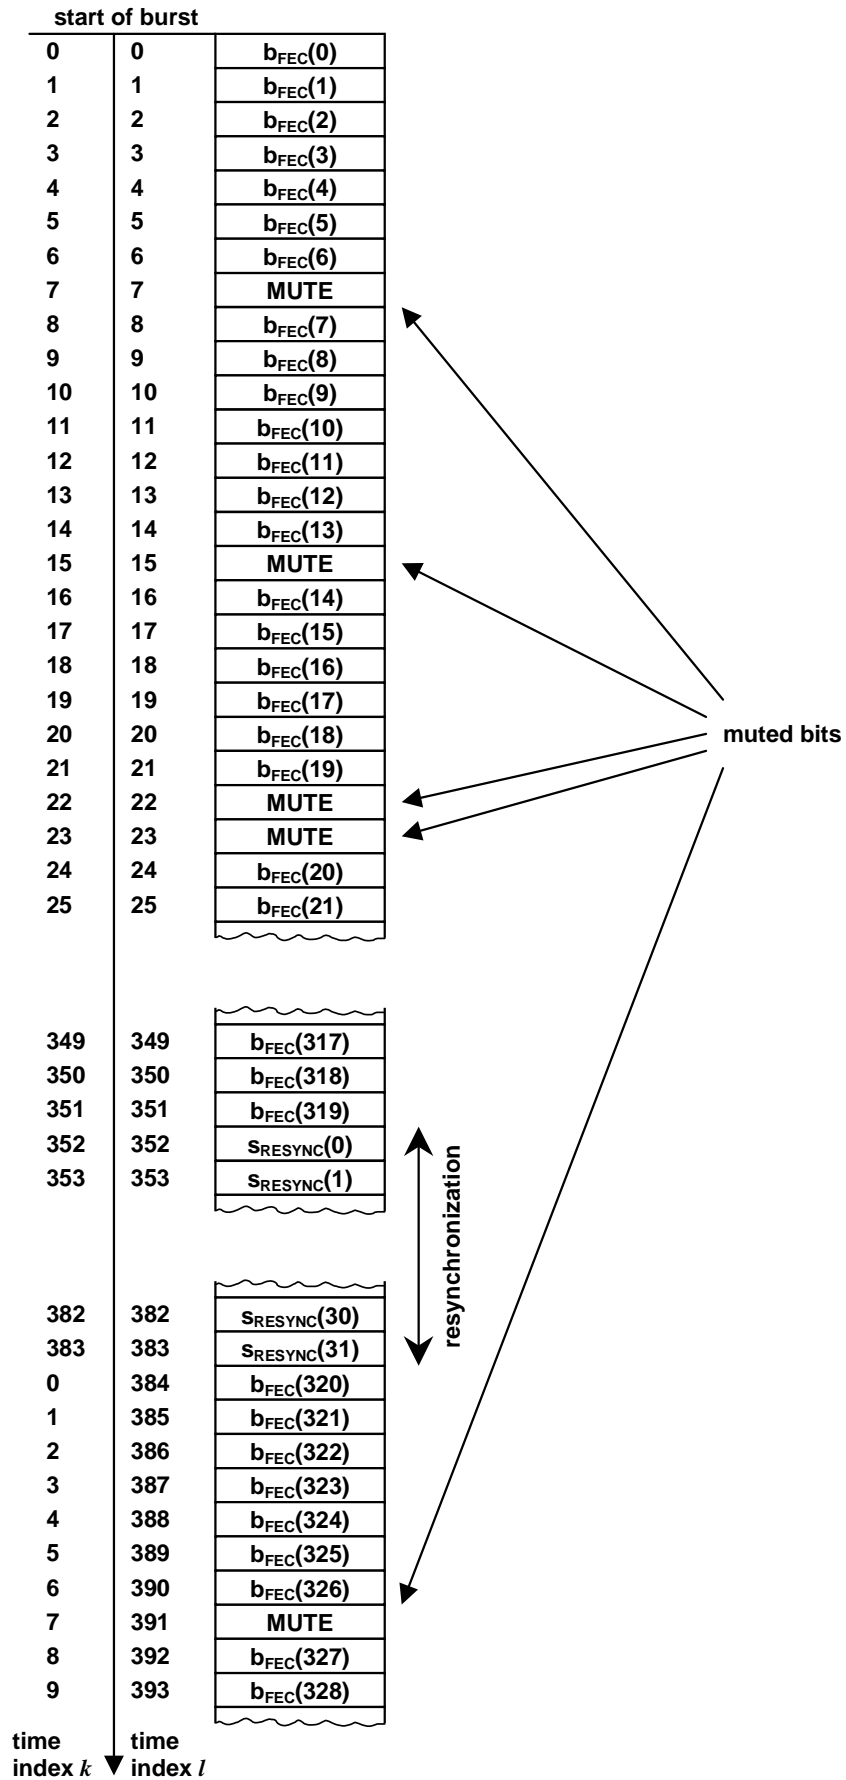 start of burst
0 0 bFEC(0)
1 1 bFEC(1)
2 2 bFEC(2)
3 3 bFEC(3)
4 4 bFEC(4)
5 5 bFEC(5)
6 6 bFEC(6)
7 7 MUTE
8 8 bFEC(7)
9 9 bFEC(8)
10 10 bFEC(9)
11 11 bFEC(10)
12 12 bFEC(11)
13 13 bFEC(12)
14 14 bFEC(13)
15 15 MUTE
16 16 bFEC(14)
17 17 bFEC(15)
18 18 bFEC(16)
19 19 bFEC(17)
20 20 bFEC(18)
muted bits
21 21 bFEC(19)
22 22 MUTE
23 23 MUTE
24 24 bFEC(20)
25 25 bFEC(21)
349 349 bFEC(317)
350 350 bFEC(318)
351 351 bFEC(319)
352 352 sRESYNC(0)
353 353 sRESYNC(1)
resynchronization
382 382 sRESYNC(30)
383 383 sRESYNC(31)
0 384 bFEC(320)
1 385 bFEC(321)
2 386 bFEC(322)
3 387 bFEC(323)
4 388 bFEC(324)
5 389 bFEC(325)
6 390 bFEC(326)
7 391 MUTE
8 392 bFEC(327)
9 393 bFEC(328)
time time
index k index l